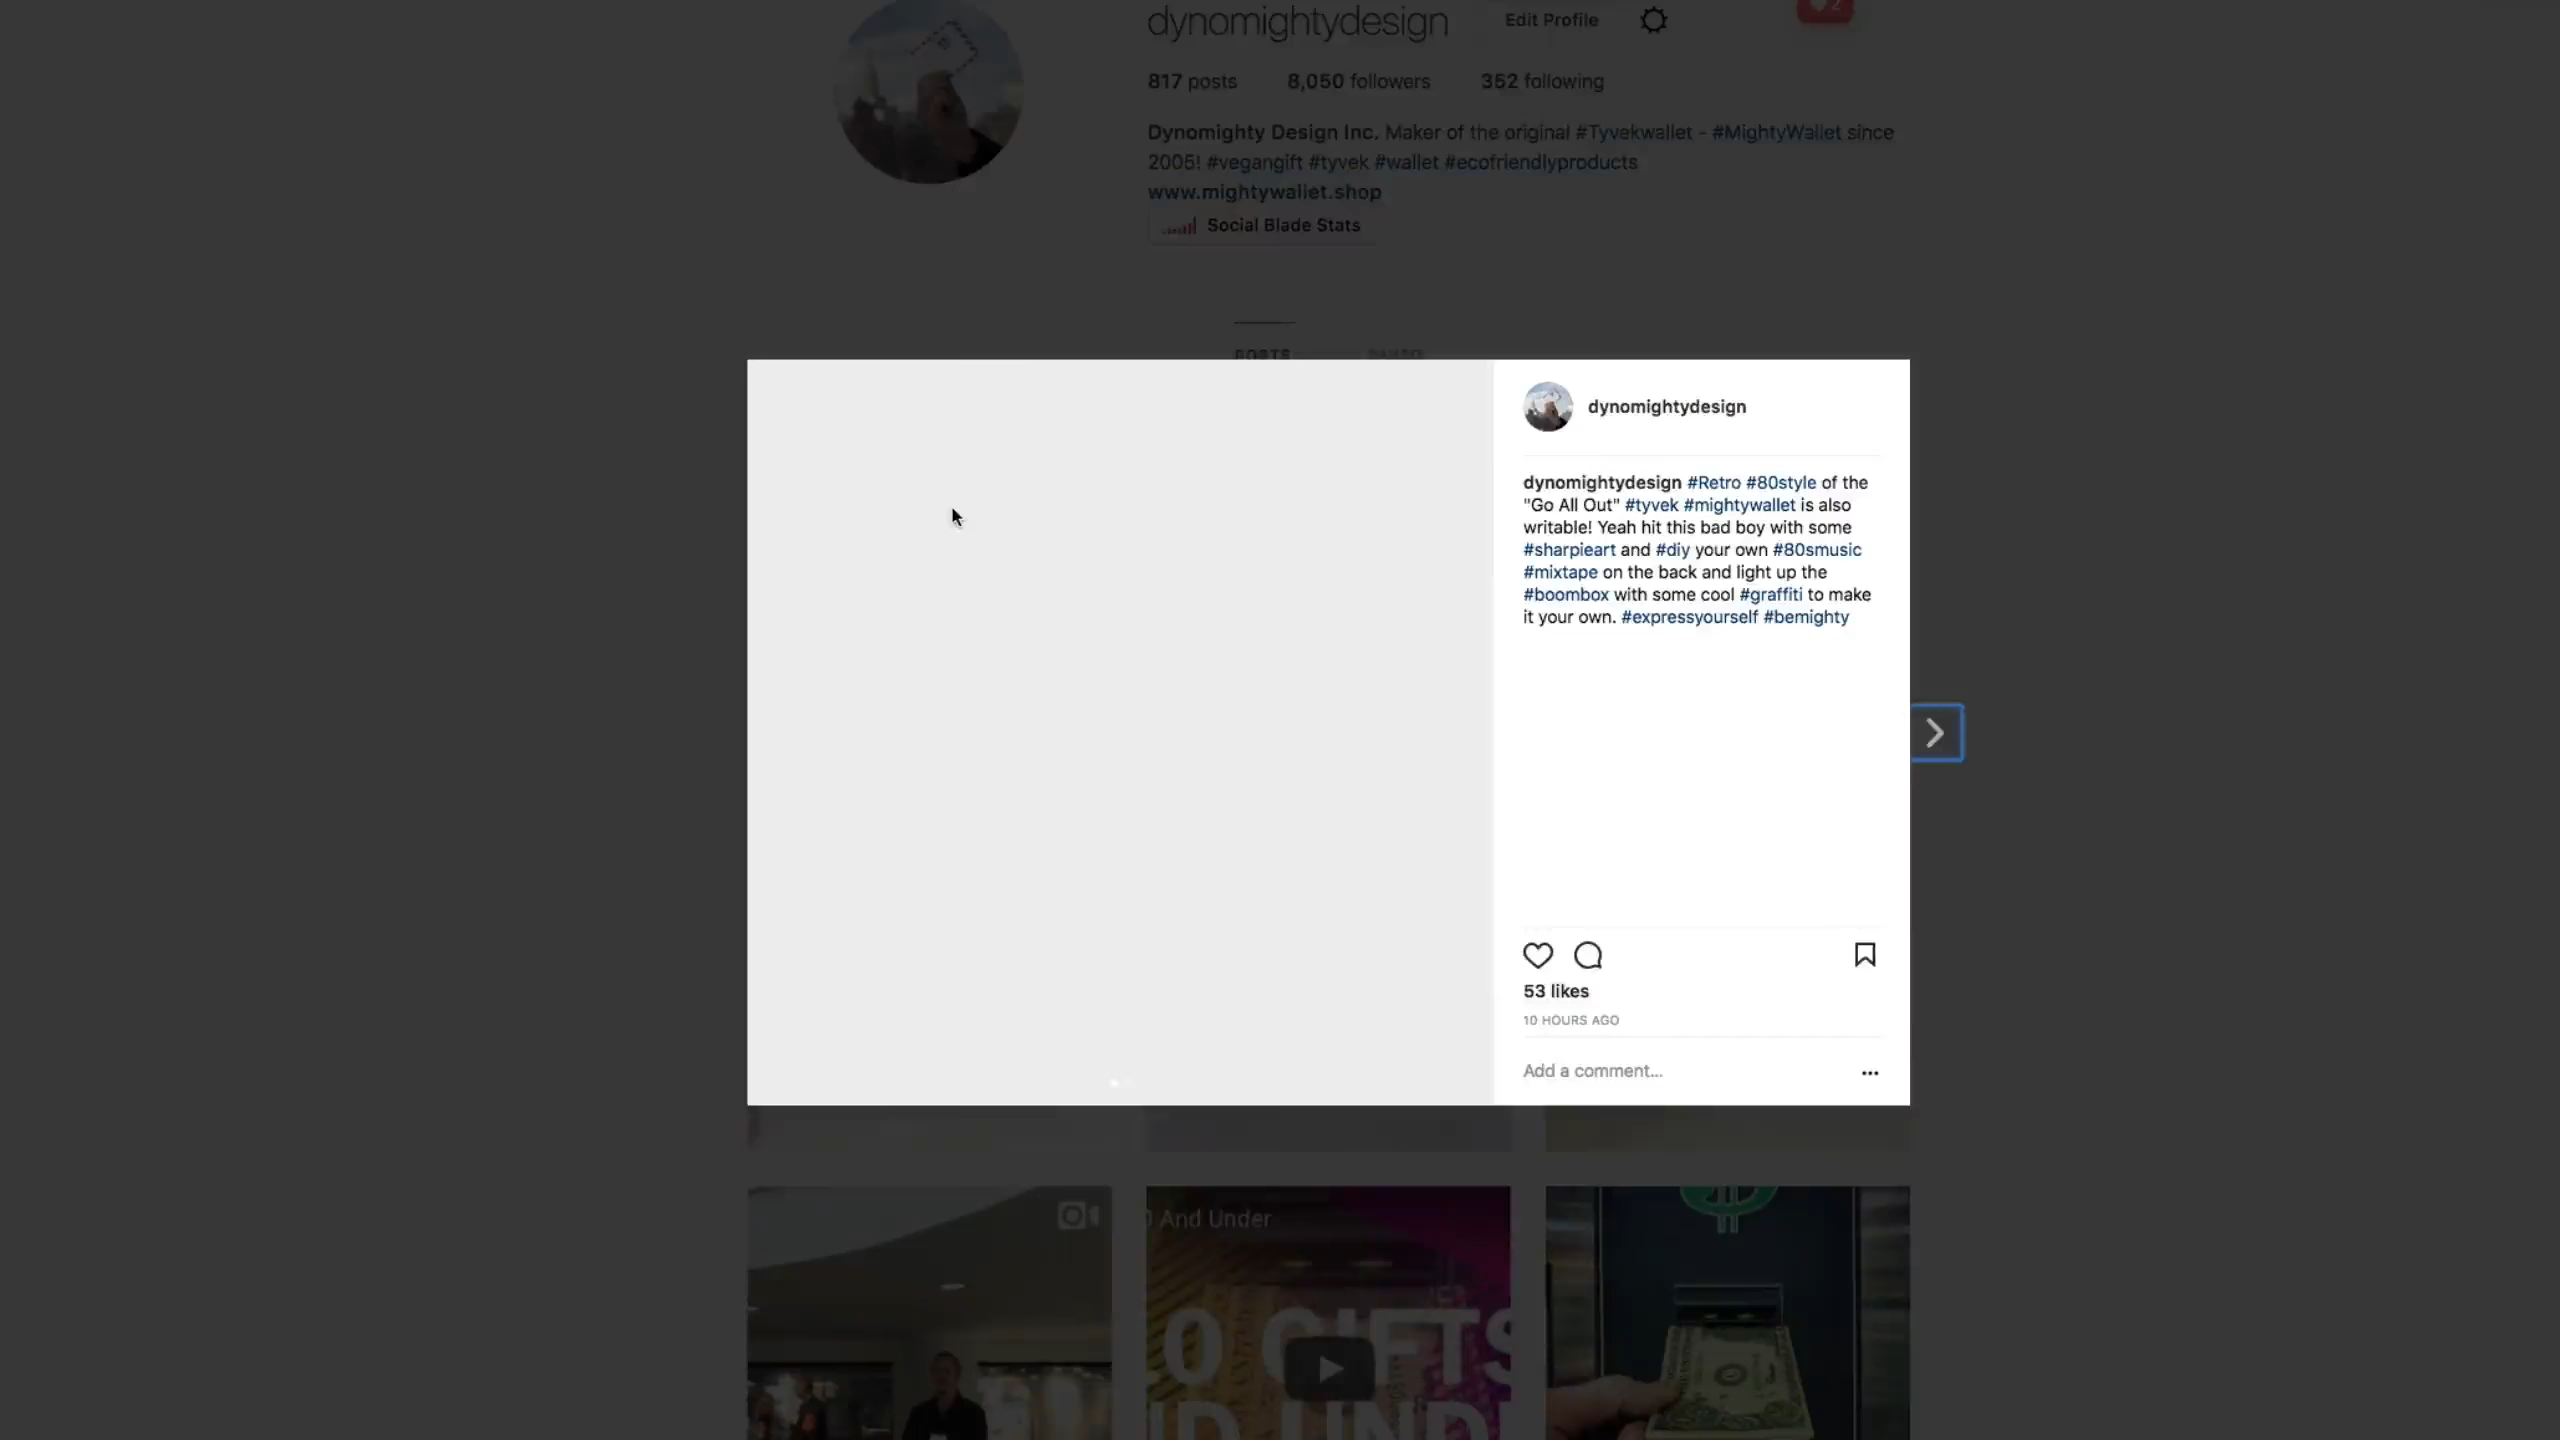 dynomightydesign Edit Profile 2
817 posts 8,050 followers 352 following
Dynomighty Design Inc. Maker of the original #Tyvekwallet - #MightyWallet since
2005! #vegangift #tyvek #wallet #ecofriendlyproducts
www.mightywallet.shop
Social Blade Stats
POSTS
dynomightydesign
dynomightydesign #Retro #80style of the
"Go All Out" #tyvek #mightywallet is also
writable! Yeah hit this bad boy with some
#sharpieart and #diy your own #80smusic
#mixtape on the back and light up the
#boombox with some cool #graffiti to make
it your own. #expressyourself #bemighty
53 likes
10 HOURS AGO
Add a comment...
And Under
0 GIFTS